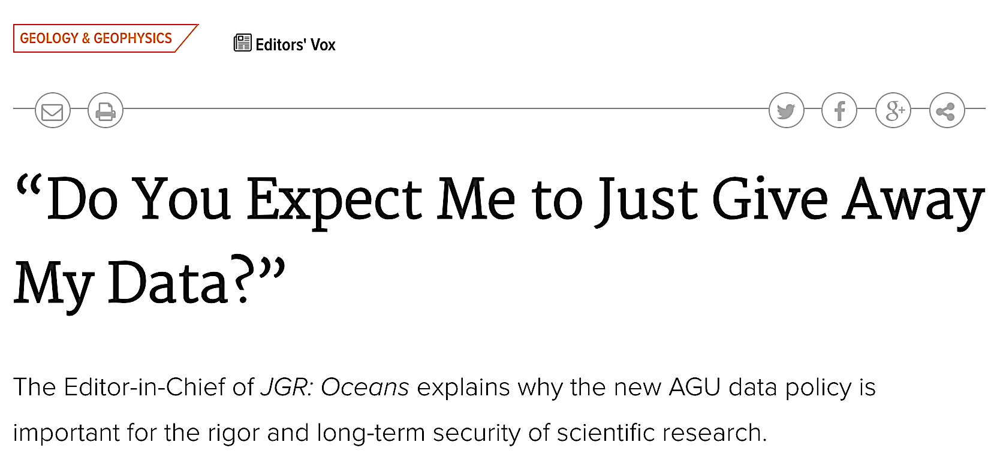 GEOLOGY & GEOPHYSICS
Editors' Vox
f
g+
“Do You Expect Me to Just Give Away
My Data?”
The Editor-in-Chief of JGR: Oceans explains why the new AGU data policy is
important for the rigor and long-term security of scientific research.